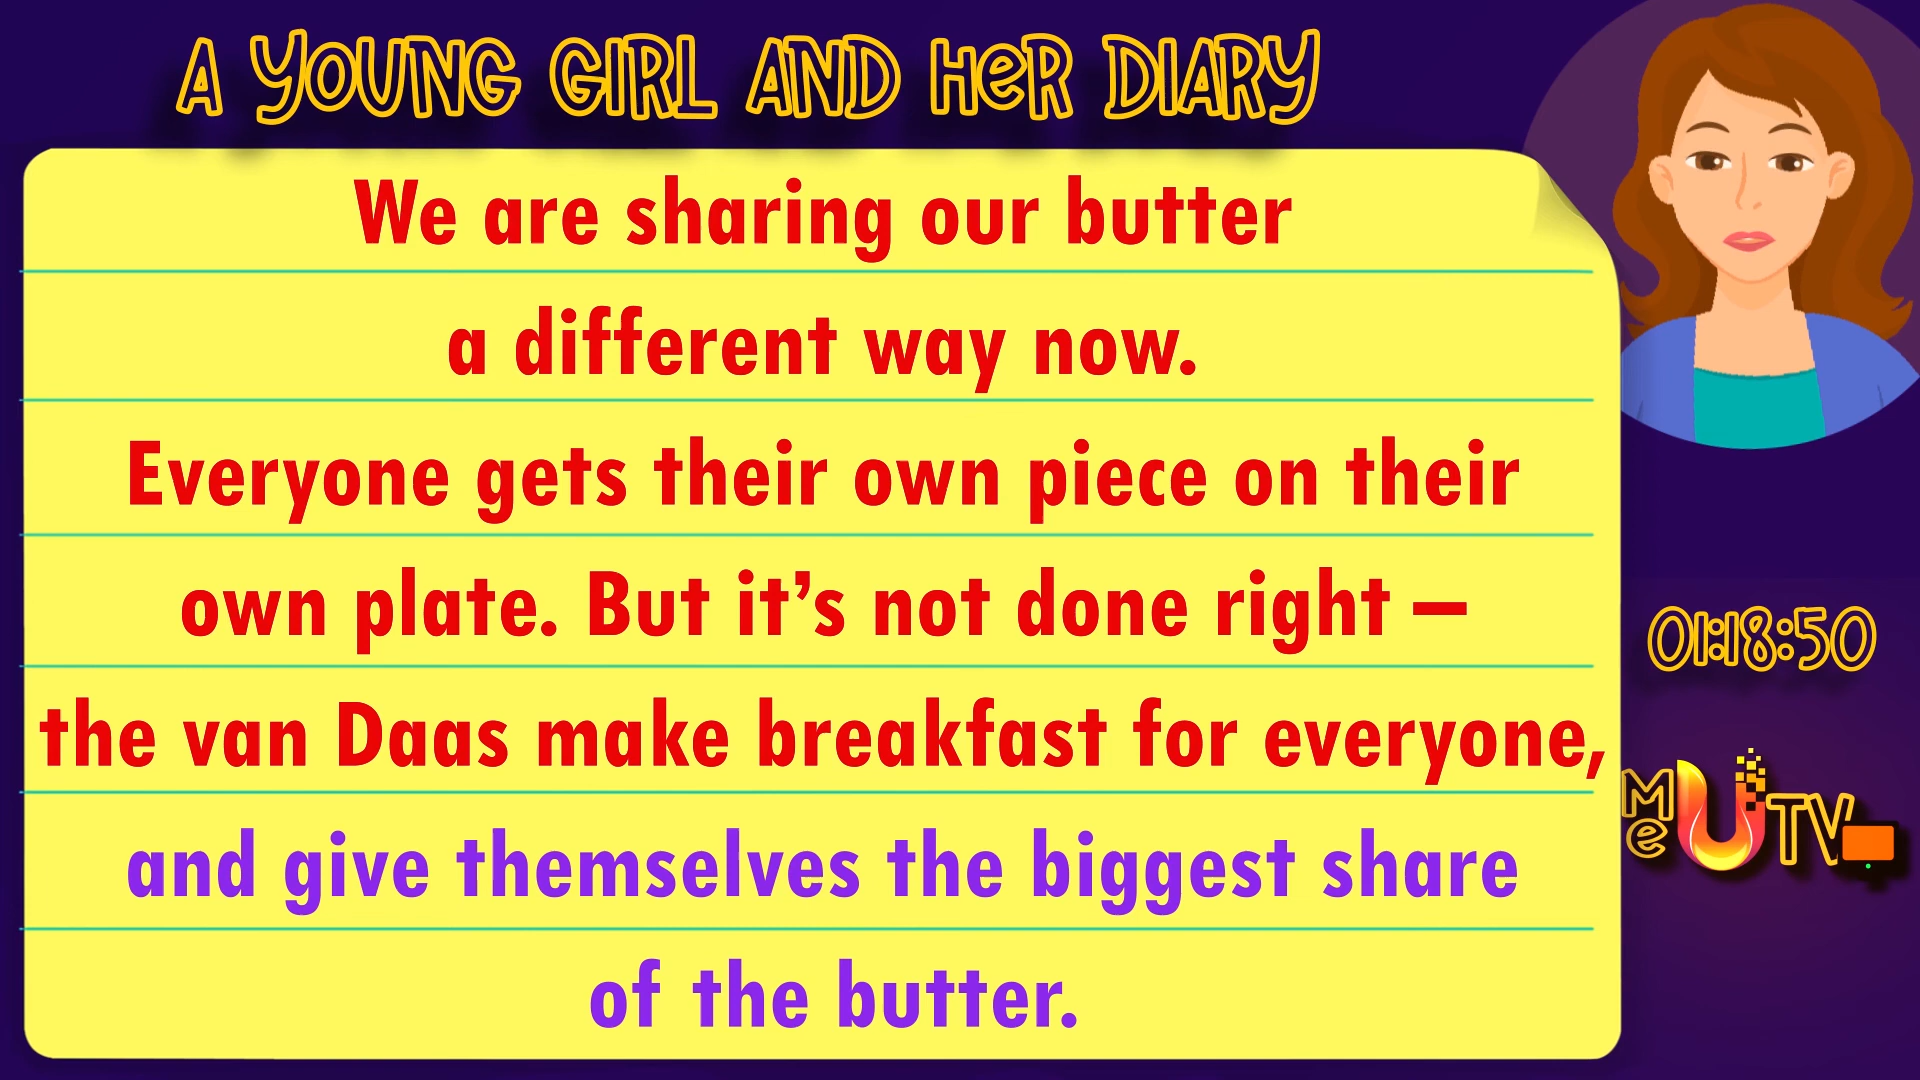 A YOUNG GIRL AND HeR DIARY
We are sharing our butter
a different way now.
Everyone gets their own piece on their
own plate. But it’s not done right –
the van Daas make breakfast for everyone,
and give themselves the biggest share
of the butter.
01:18:50
Me U TV